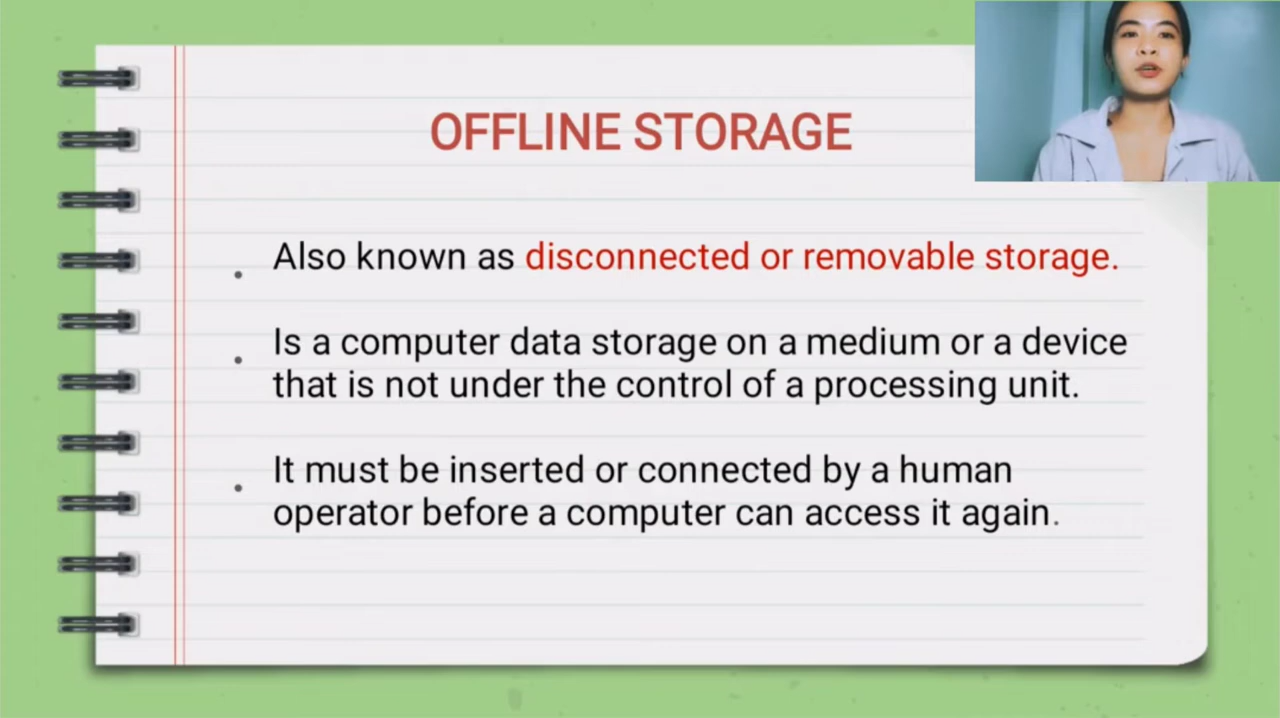 OFFLINE STORAGE
Also known as disconnected or removable storage.
Is a computer data storage on a medium or a device
that is not under the control of a processing unit.
It must be inserted or connected by a human
operator before a computer can access it again.